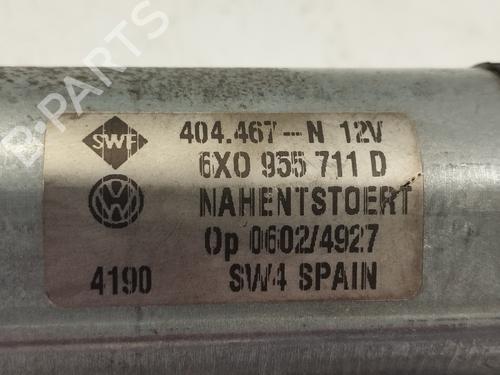 B-PARTS
SWF 404.467-N 12V
6X0 955 711 D
NAHENTSTOERT
Op 0602/4927
4190 SW4 SPAIN